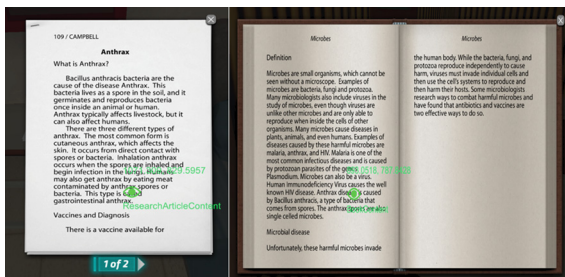 109 / CAMPBELL
Anthrax
What is Anthrax?
Bacillus anthracis bacteria are the
cause of the disease Anthrax. This
bacteria lives as a spore in the soil, and it
germinates and reproduces bacteria
once inside an animal or human.
Anthrax typically affects livestock, but it
can also affect humans.
There are three different types of
anthrax. The most common form is
cutaneous anthrax, which affects the
skin. It occurs from direct contact with
spores or bacteria. Inhalation anthrax
occurs when the spores are inhaled and
begin infection in the lungs.
may also get anthrax by eating meat
contaminated by anthrax spores or
bacteria. This type is called
gastrointestinal anthrax.
ResearchArticleContent
Vaccines and Diagnosis
There is a vaccine available for
1 of 2
Microbes
Definition
Microbes are small organisms, which cannot be
seen without a microscope. Examples of
microbes are bacteria, fungi and protozoa.
Many microbiologists also include viruses in the
study of microbes, even though viruses are
unlike other microbes and are only able to
reproduce when inside the cells of other
organisms. Many microbes cause diseases in
plants, animals, and even humans. Examples of
diseases caused by these harmful microbes are
malaria, anthrax, and HIV. Malaria is one of the
most common infectious diseases and is caused
by protozoan parasites of the genus
Plasmodium. Microbes can also be a virus.
Human Immunodeficiency Virus causes the well
known HIV disease. Anthrax disease is caused
by Bacillus anthracis, a type of bacteria that
comes from spores. The anthrax spores are also
single celled microbes.
Microbial disease
Unfortunately, these harmful microbes invade
Microbes
the human body. While the bacteria, fungi, and
protozoa reproduce independently to cause
harm, viruses must invade individual cells and
then use the cell's systems to reproduce and
then harm their hosts. Some microbiologists
research ways to combat harmful microbes and
have found that antibiotics and vaccines are
two effective ways to do so.